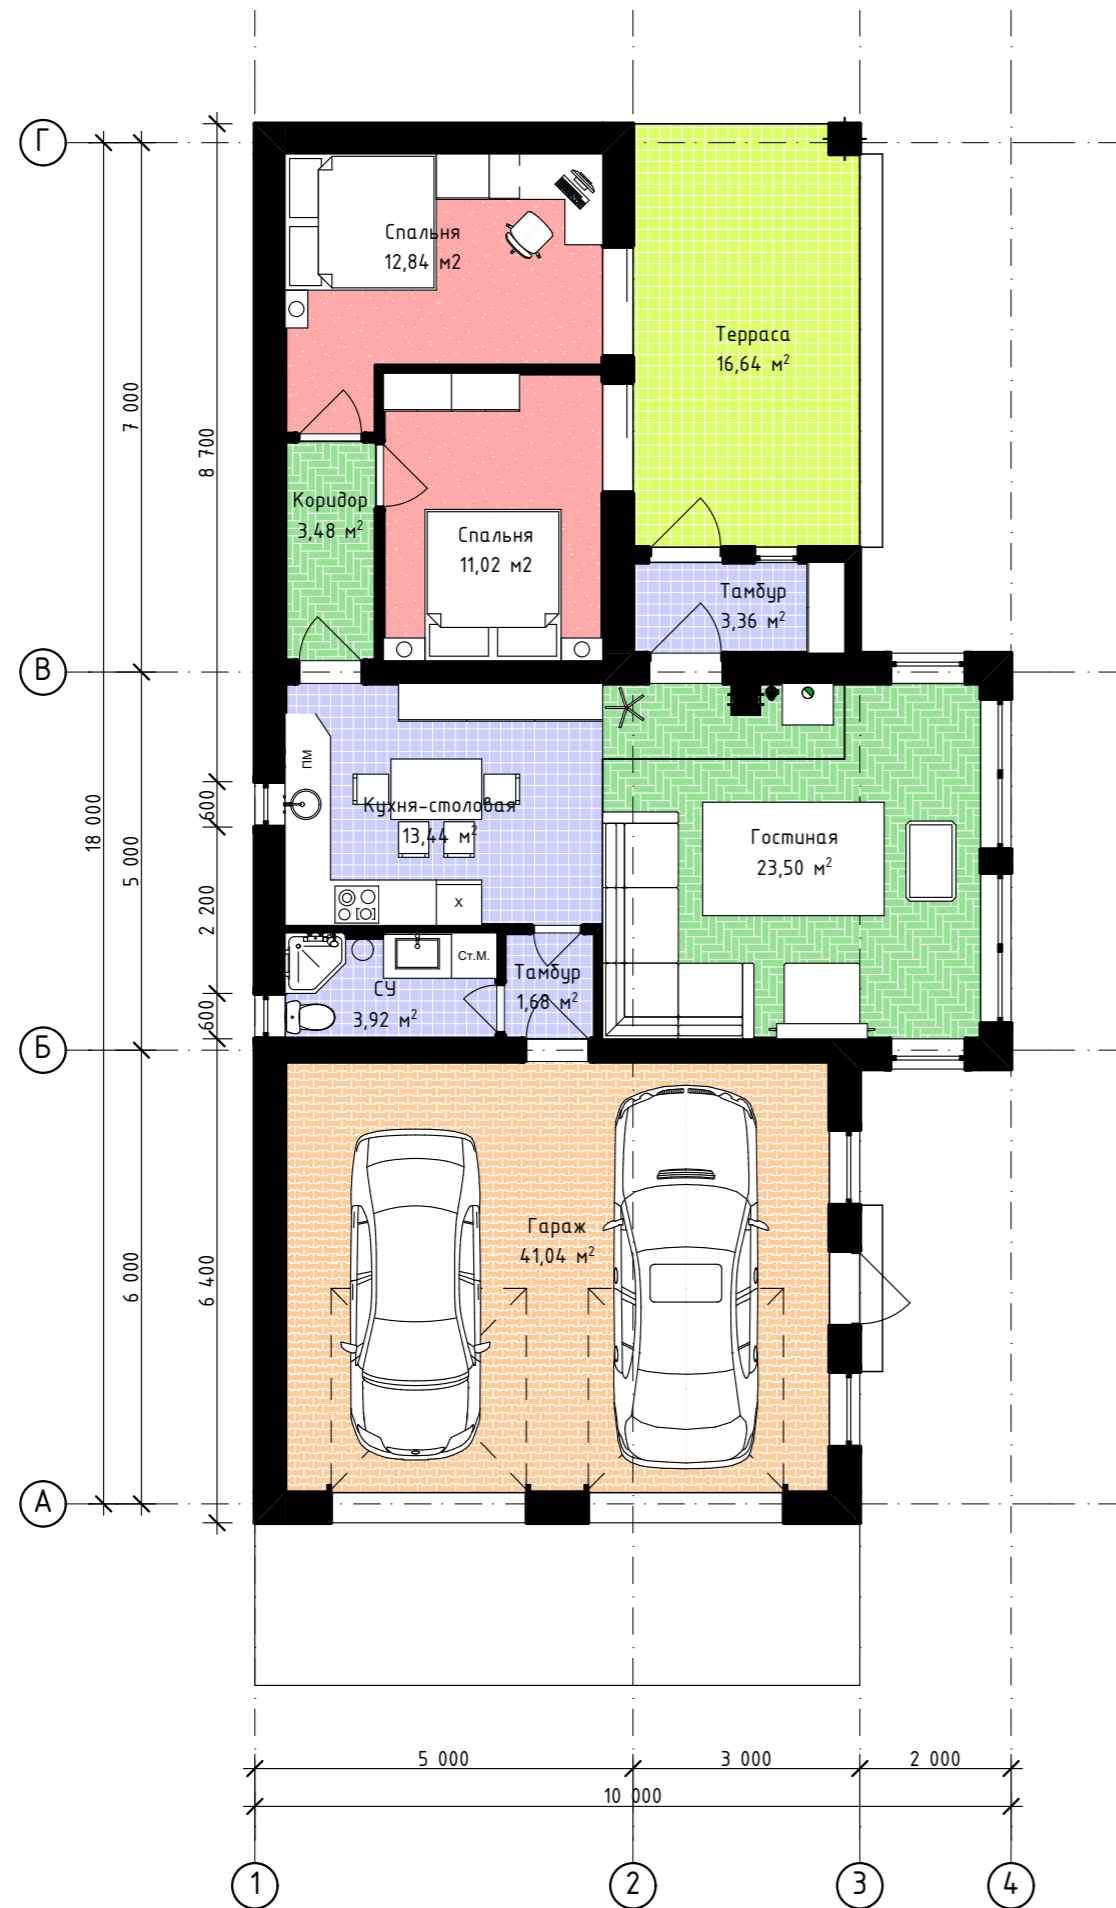 Г
Спальня
12,84 м2
Терраса
16,64 м²
7 000
8 700
Коридор
3,48 м²
Спальня
11,02 м2
Тамбур
3,36 м²
В
ПМ
600
Кухня-столовая
13,44 м²
18 000
5 000
Гостиная
23,50 м²
2 200
Х
Ст.М.
Тамбур
1,68 м²
СУ
3,92 м²
600
Б
Гараж
41,04 м²
6 000
6 400
А
5 000
3 000
2 000
10 000
1
2
3
4